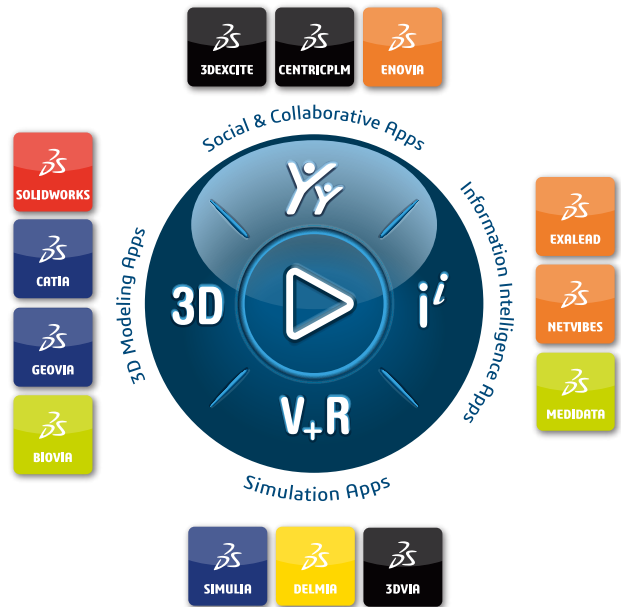 3DEXCITE
CENTRICPLM
ENOVIA
Social & Collaborative Apps
SOLIDWORKS
CATIA
GEOVIA
BIOVIA
3D Modeling Apps
3D
i i
V+R
Information Intelligence Apps
EXALEAD
NETVIBES
MEDIDATA
Simulation Apps
SIMULIA
DELMIA
3DVIA